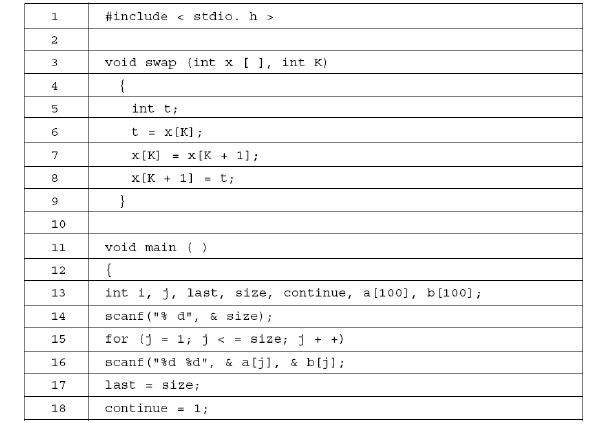 1 #include < stdio. h >
2
3 void swap (int x [ ], int K)
4 {
5 int t;
6 t = x[K];
7 x[K] = x[K + 1];
8 x[K + 1] = t;
9 }
10
11 void main ( )
12 {
13 int i, j, last, size, continue, a[100], b[100];
14 scanf("% d", & size);
15 for (j = 1; j < = size; j + +)
16 scanf("%d %d", & a[j], & b[j];
17 last = size;
18 continue = 1;